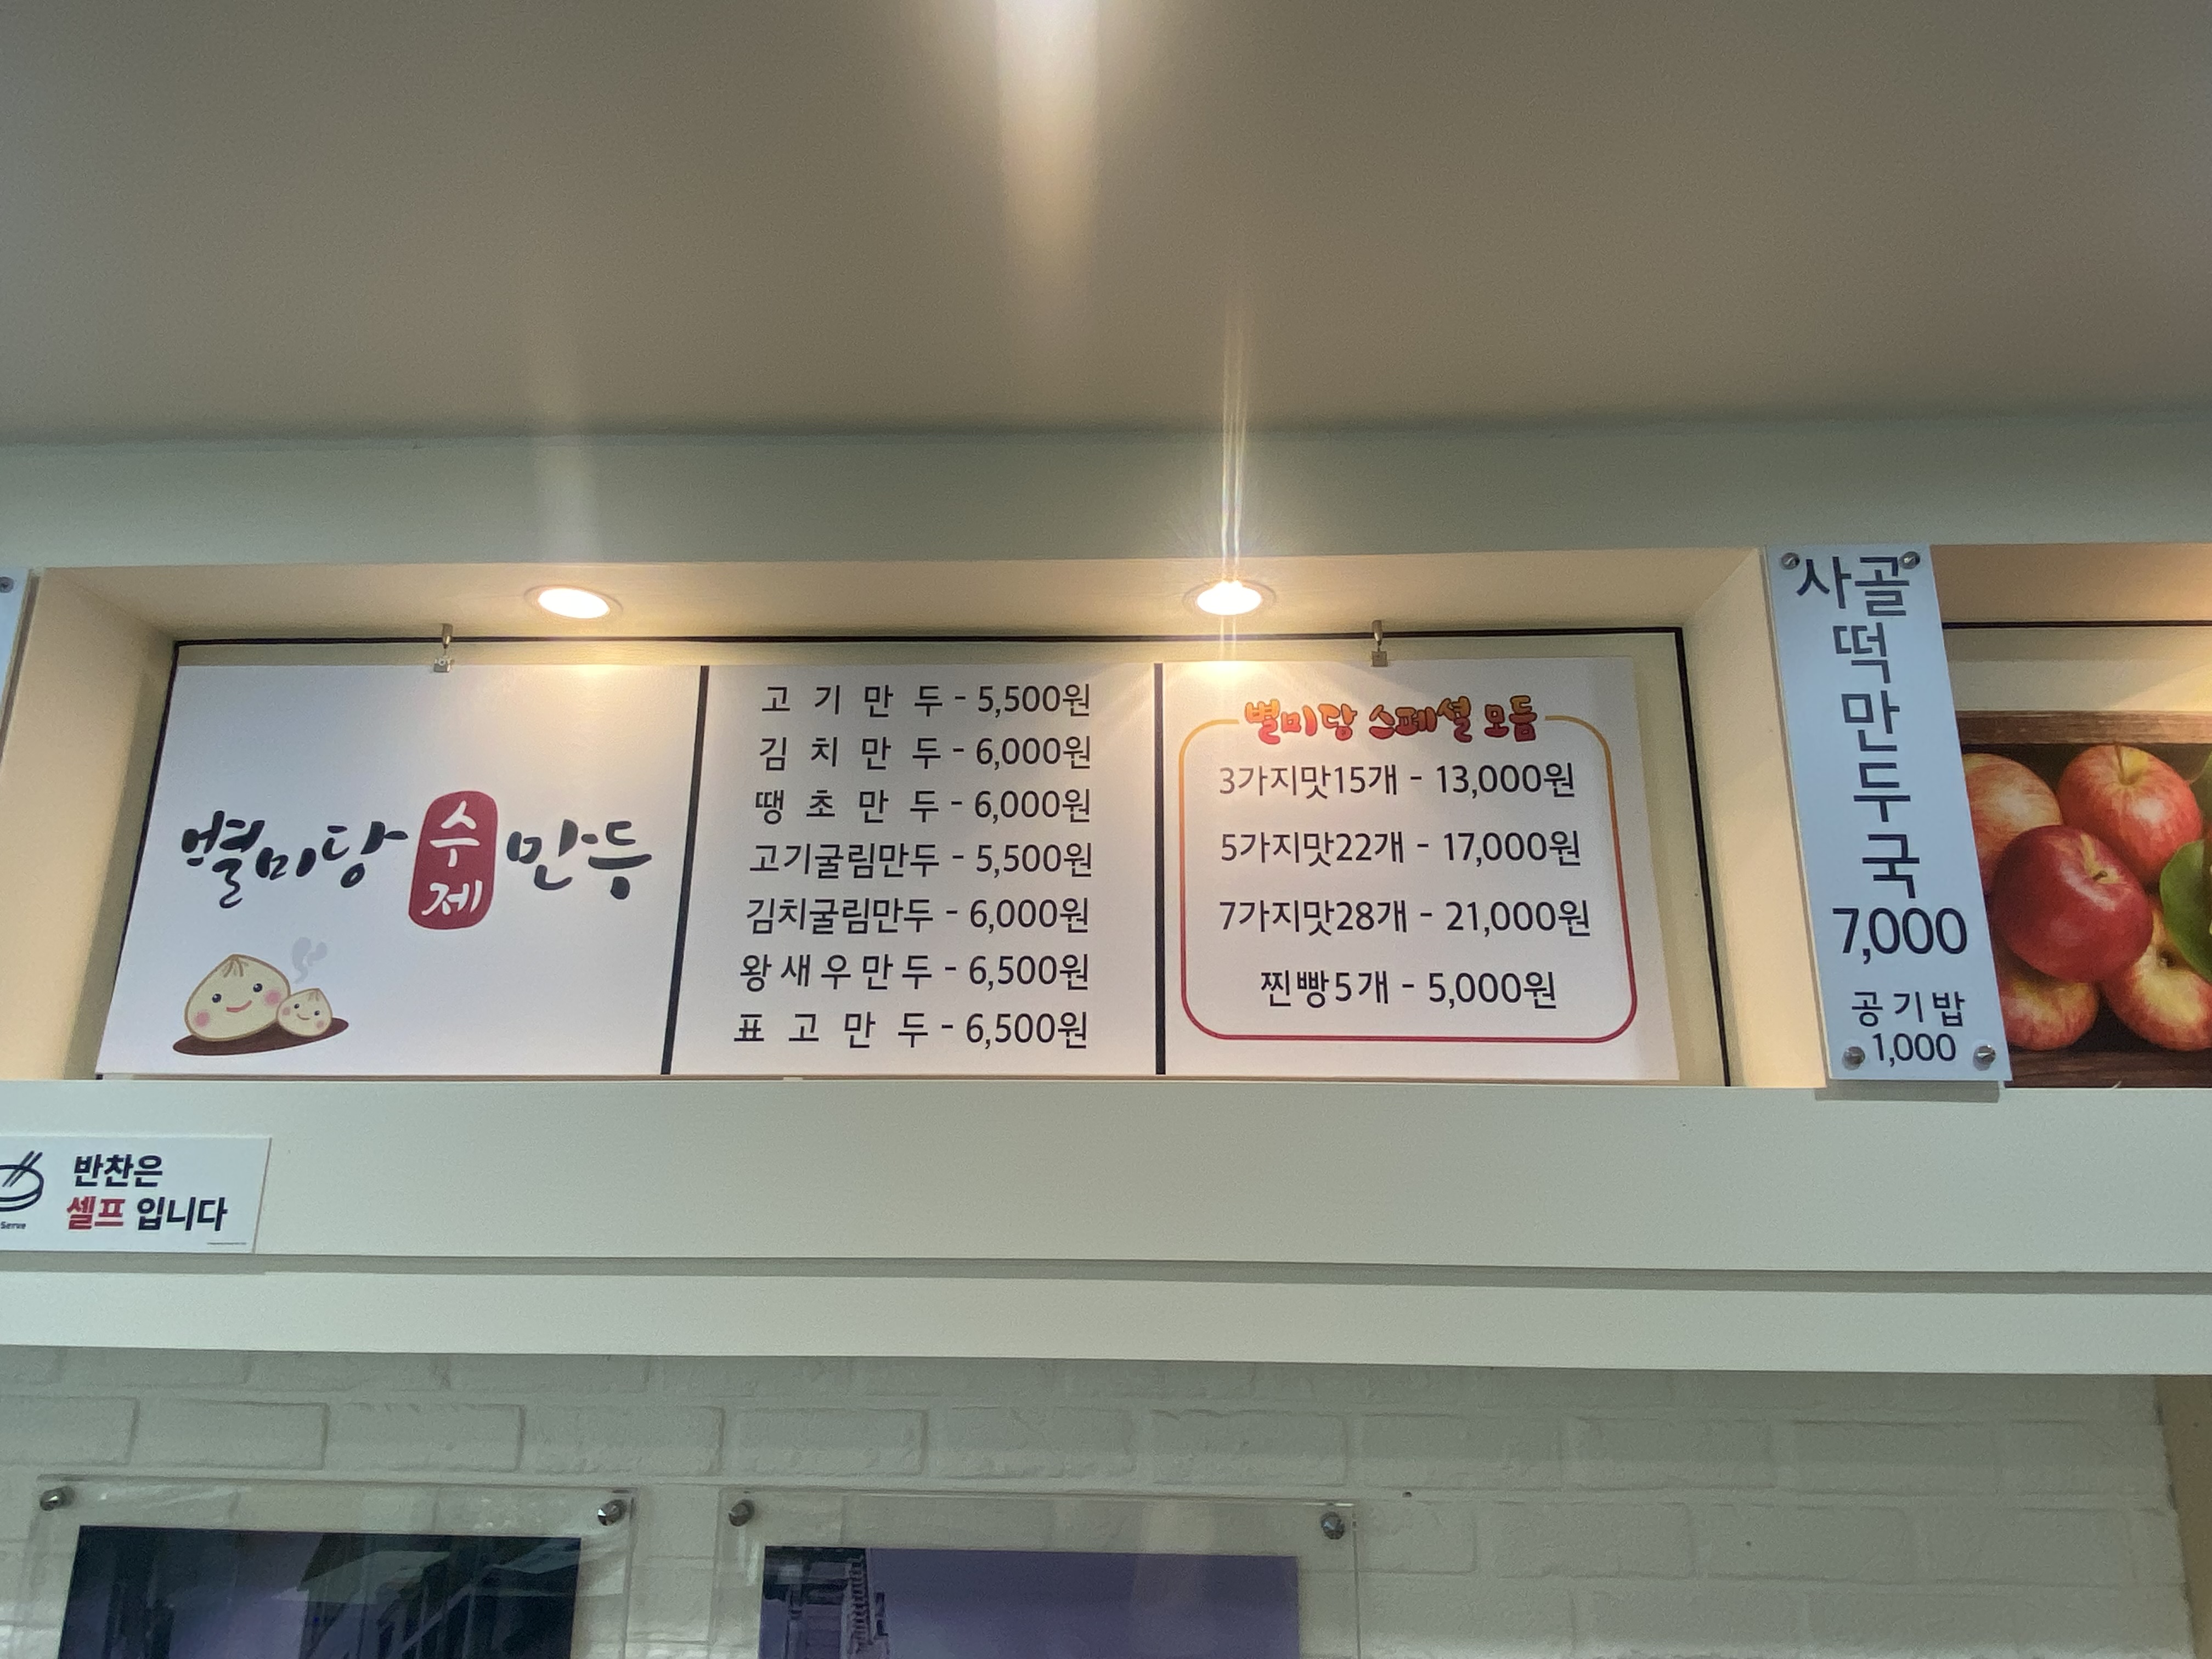 별미당 수제 만두
고기만두 - 5,500원
김치만두 - 6,000원
땡초만두 - 6,000원
고기굴림만두 - 5,500원
김치굴림만두 - 6,000원
왕새우만두 - 6,500원
표고만두 - 6,500원
별미당 스페셜 모듬
3가지맛15개 - 13,000원
5가지맛22개 - 17,000원
7가지맛28개 - 21,000원
찐빵5개 - 5,000원
사골떡만두국
7,000
공기밥
1,000
반찬은
셀프 입니다
Serve